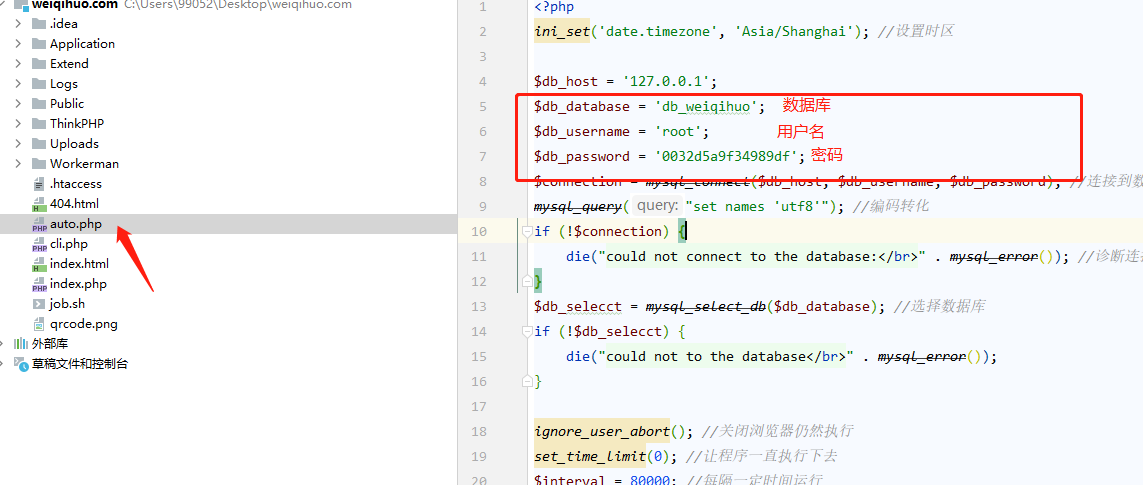 weiqihuo.com C:\Users\99052\Desktop\weiqihuo.com
.idea
Application
Extend
Logs
Public
ThinkPHP
Uploads
Workerman
.htaccess
404.html
auto.php
cli.php
index.html
index.php
job.sh
qrcode.png
外部库
草稿文件和控制台
1 <?php
2 ini_set('date.timezone', 'Asia/Shanghai'); //设置时区
3
4 $db_host = '127.0.0.1';
5 $db_database = 'db_weiqihuo'; 数据库
6 $db_username = 'root'; 用户名
7 $db_password = '0032d5a9f34989df'; 密码
8 $connection = mysql_connect($db_host, $db_username, $db_password); //连接到数
9 mysql_query( query: "set names 'utf8'"); //编码转化
10 if (!$connection) {
11 die("could not connect to the database:</br>" . mysql_error()); //诊断连
12 }
13 $db_selecct = mysql_select_db($db_database); //选择数据库
14 if (!$db_selecct) {
15 die("could not to the database</br>" . mysql_error());
16 }
17
18 ignore_user_abort(); //关闭浏览器仍然执行
19 set_time_limit(0); //让程序一直执行下去
20 $interval = 80000; //每隔一定时间运行